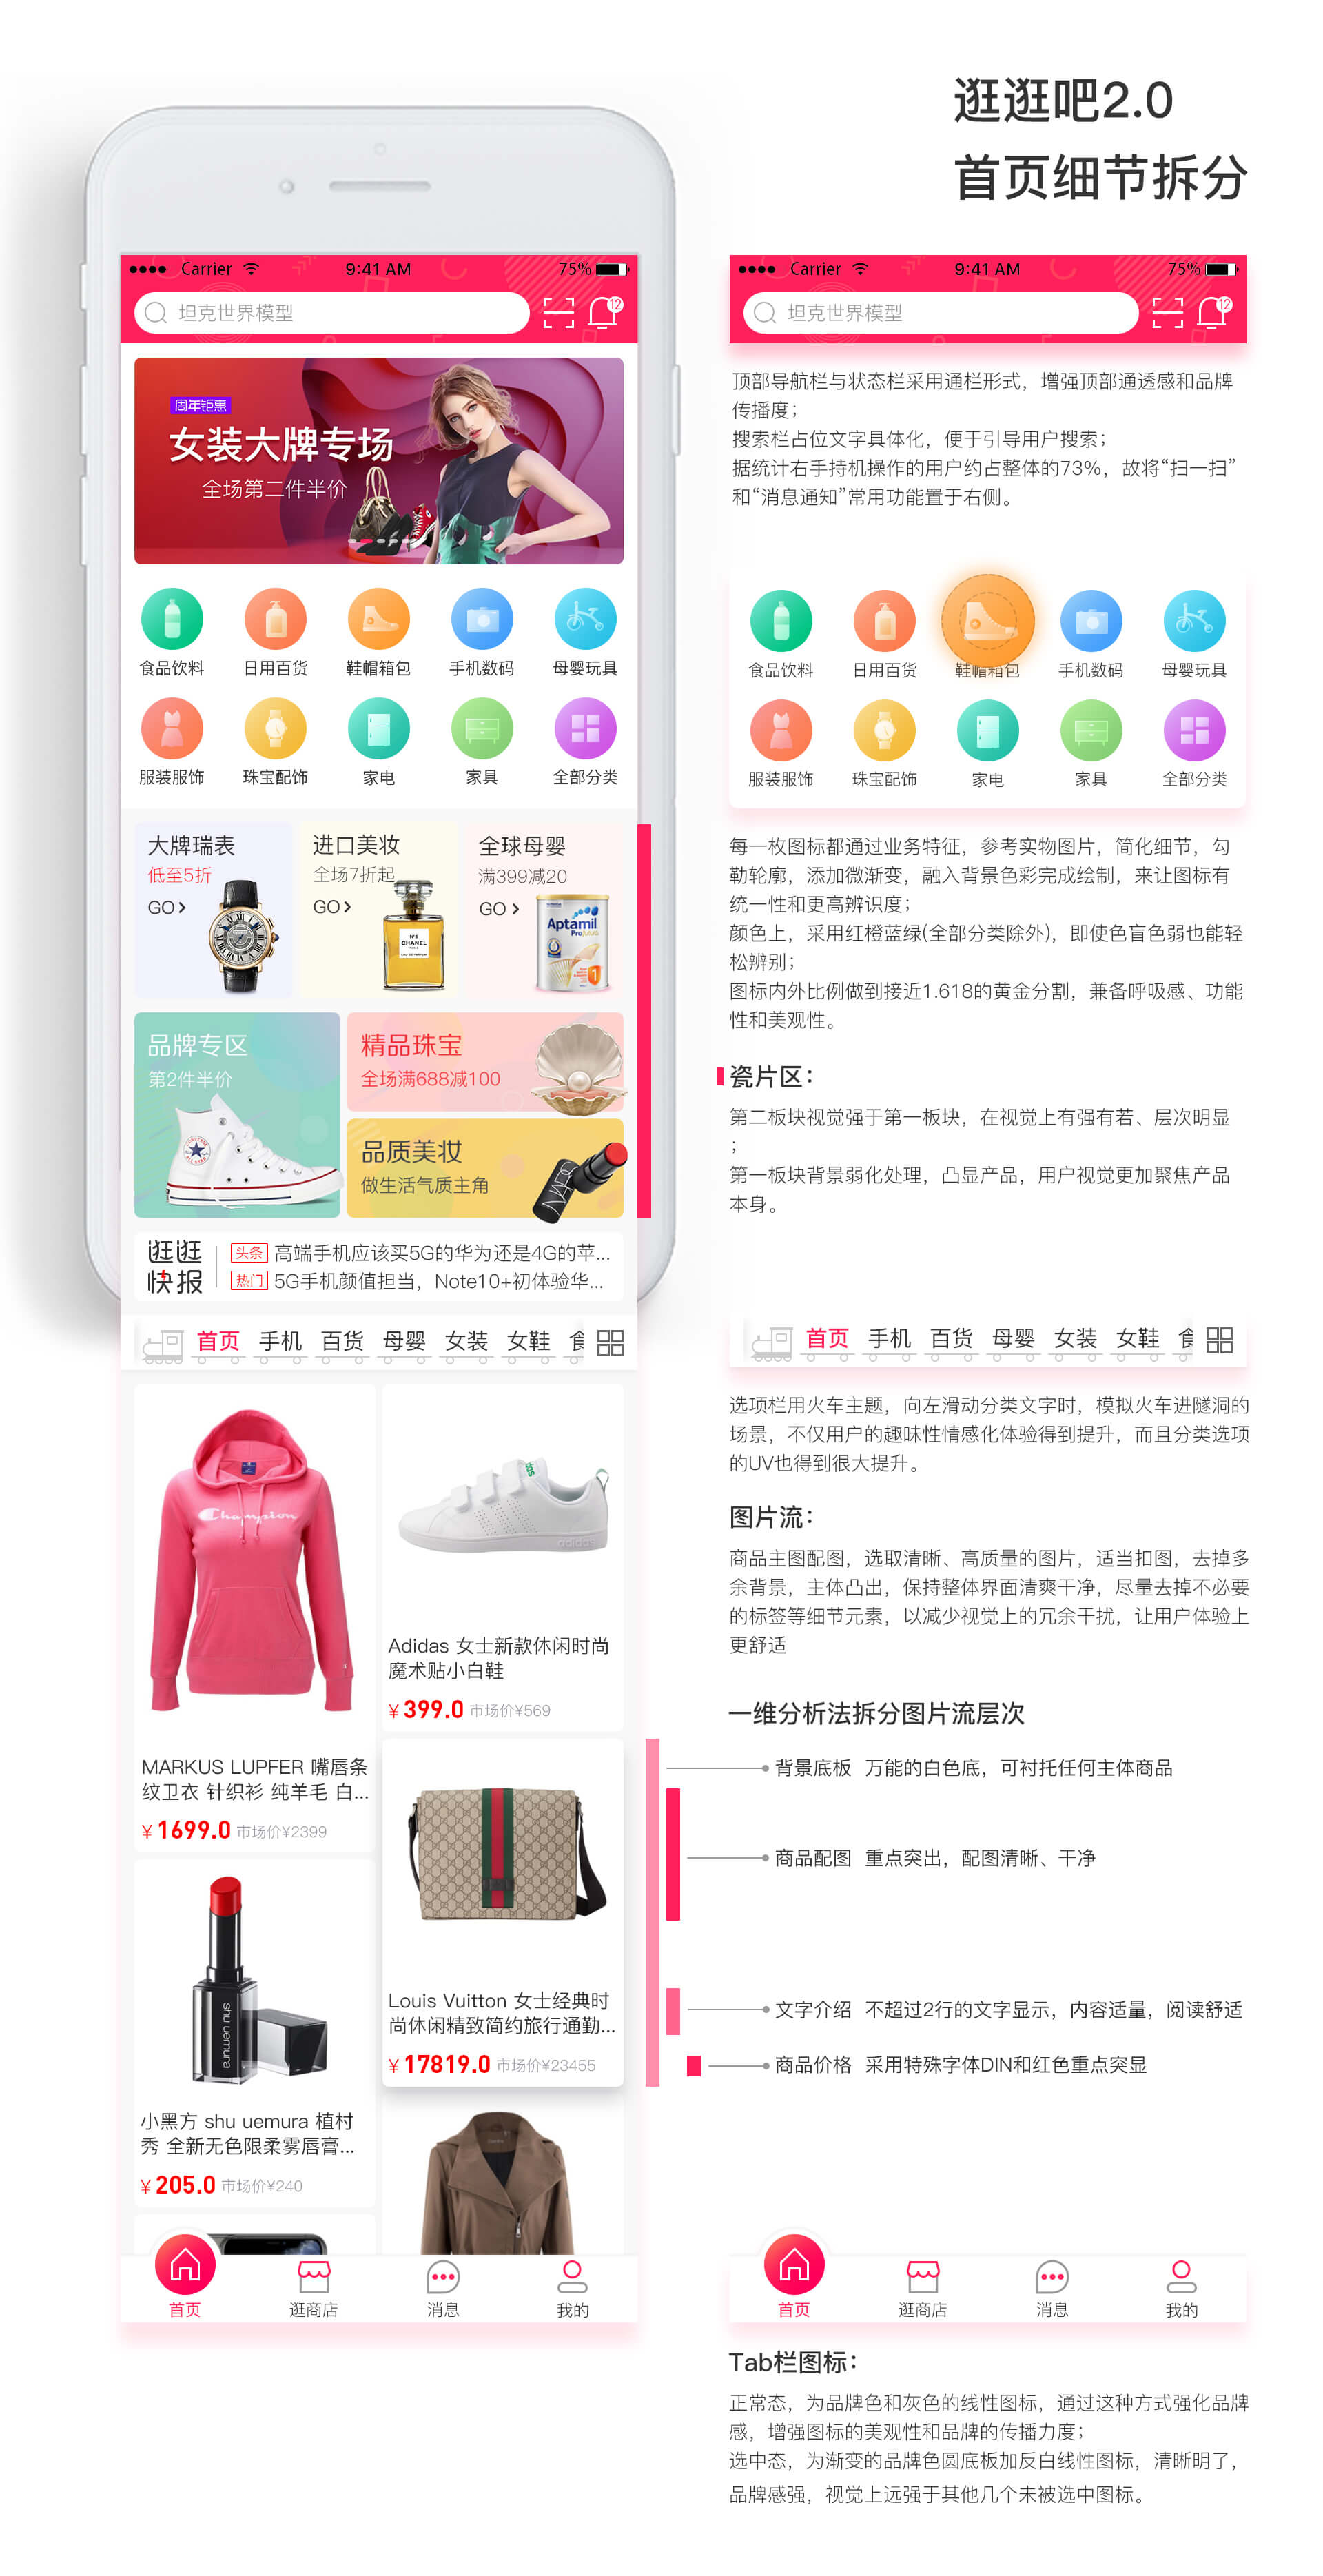 逛逛吧2.0
首页细节拆分
Carrier 9:41 AM 75%
坦克世界模型 12
周年钜惠
女装大牌专场
全场第二件半价
食品饮料 日用百货 鞋帽箱包 手机数码 母婴玩具
服装服饰 珠宝配饰 家电 家具 全部分类
大牌瑞表
低至5折
GO
进口美妆
全场7折起
GO
N°5
CHANEL
PARIS
EAU DE PARFUM
全球母婴
满399减20
GO
Aptamil
Profutura
1
品牌专区
第2件半价
CONVERSE
ALL STAR
精品珠宝
全场满688减100
品质美妆
做生活气质主角
NARS
逛逛
快报
头条 高端手机应该买5G的华为还是4G的苹...
热门 5G手机颜值担当，Note10+初体验华...
首页 手机 百货 母婴 女装 女鞋 食
Champion
MARKUS LUPFER 嘴唇条
纹卫衣 针织衫 纯羊毛 白...
¥1699.0 市场价¥2399
adidas
Adidas 女士新款休闲时尚
魔术贴小白鞋
¥399.0 市场价¥569
shu uemura
小黑方 shu uemura 植村
秀 全新无色限柔雾唇膏...
¥205.0 市场价¥240
Louis Vuitton 女士经典时
尚休闲精致简约旅行通勤...
¥17819.0 市场价¥23455
首页 逛商店 消息 我的
Carrier 9:41 AM 75%
坦克世界模型 12
顶部导航栏与状态栏采用通栏形式，增强顶部通透感和品牌
传播度；
搜索栏占位文字具体化，便于引导用户搜索；
据统计右手持机操作的用户约占整体的73%，故将“扫一扫”
和“消息通知”常用功能置于右侧。
食品饮料 日用百货 鞋帽箱包 手机数码 母婴玩具
服装服饰 珠宝配饰 家电 家具 全部分类
每一枚图标都通过业务特征，参考实物图片，简化细节，勾
勒轮廓，添加微渐变，融入背景色彩完成绘制，来让图标有
统一性和更高辨识度；
颜色上，采用红橙蓝绿(全部分类除外)，即使色盲色弱也能轻
松辨别；
图标内外比例做到接近1.618的黄金分割，兼备呼吸感、功能
性和美观性。
瓷片区：
第二板块视觉强于第一板块，在视觉上有强有若、层次明显
；
第一板块背景弱化处理，凸显产品，用户视觉更加聚焦产品
本身。
首页 手机 百货 母婴 女装 女鞋 食
选项栏用火车主题，向左滑动分类文字时，模拟火车进隧洞的
场景，不仅用户的趣味性情感化体验得到提升，而且分类选项
的UV也得到很大提升。
图片流：
商品主图配图，选取清晰、高质量的图片，适当扣图，去掉多
余背景，主体凸出，保持整体界面清爽干净，尽量去掉不必要
的标签等细节元素，以减少视觉上的冗余干扰，让用户体验上
更舒适
一维分析法拆分图片流层次
背景底板 万能的白色底，可衬托任何主体商品
商品配图 重点突出，配图清晰、干净
文字介绍 不超过2行的文字显示，内容适量，阅读舒适
商品价格 采用特殊字体DIN和红色重点突显
首页 逛商店 消息 我的
Tab栏图标：
正常态，为品牌色和灰色的线性图标，通过这种方式强化品牌
感，增强图标的美观性和品牌的传播力度；
选中态，为渐变的品牌色圆底板加反白线性图标，清晰明了，
品牌感强，视觉上远强于其他几个未被选中图标。